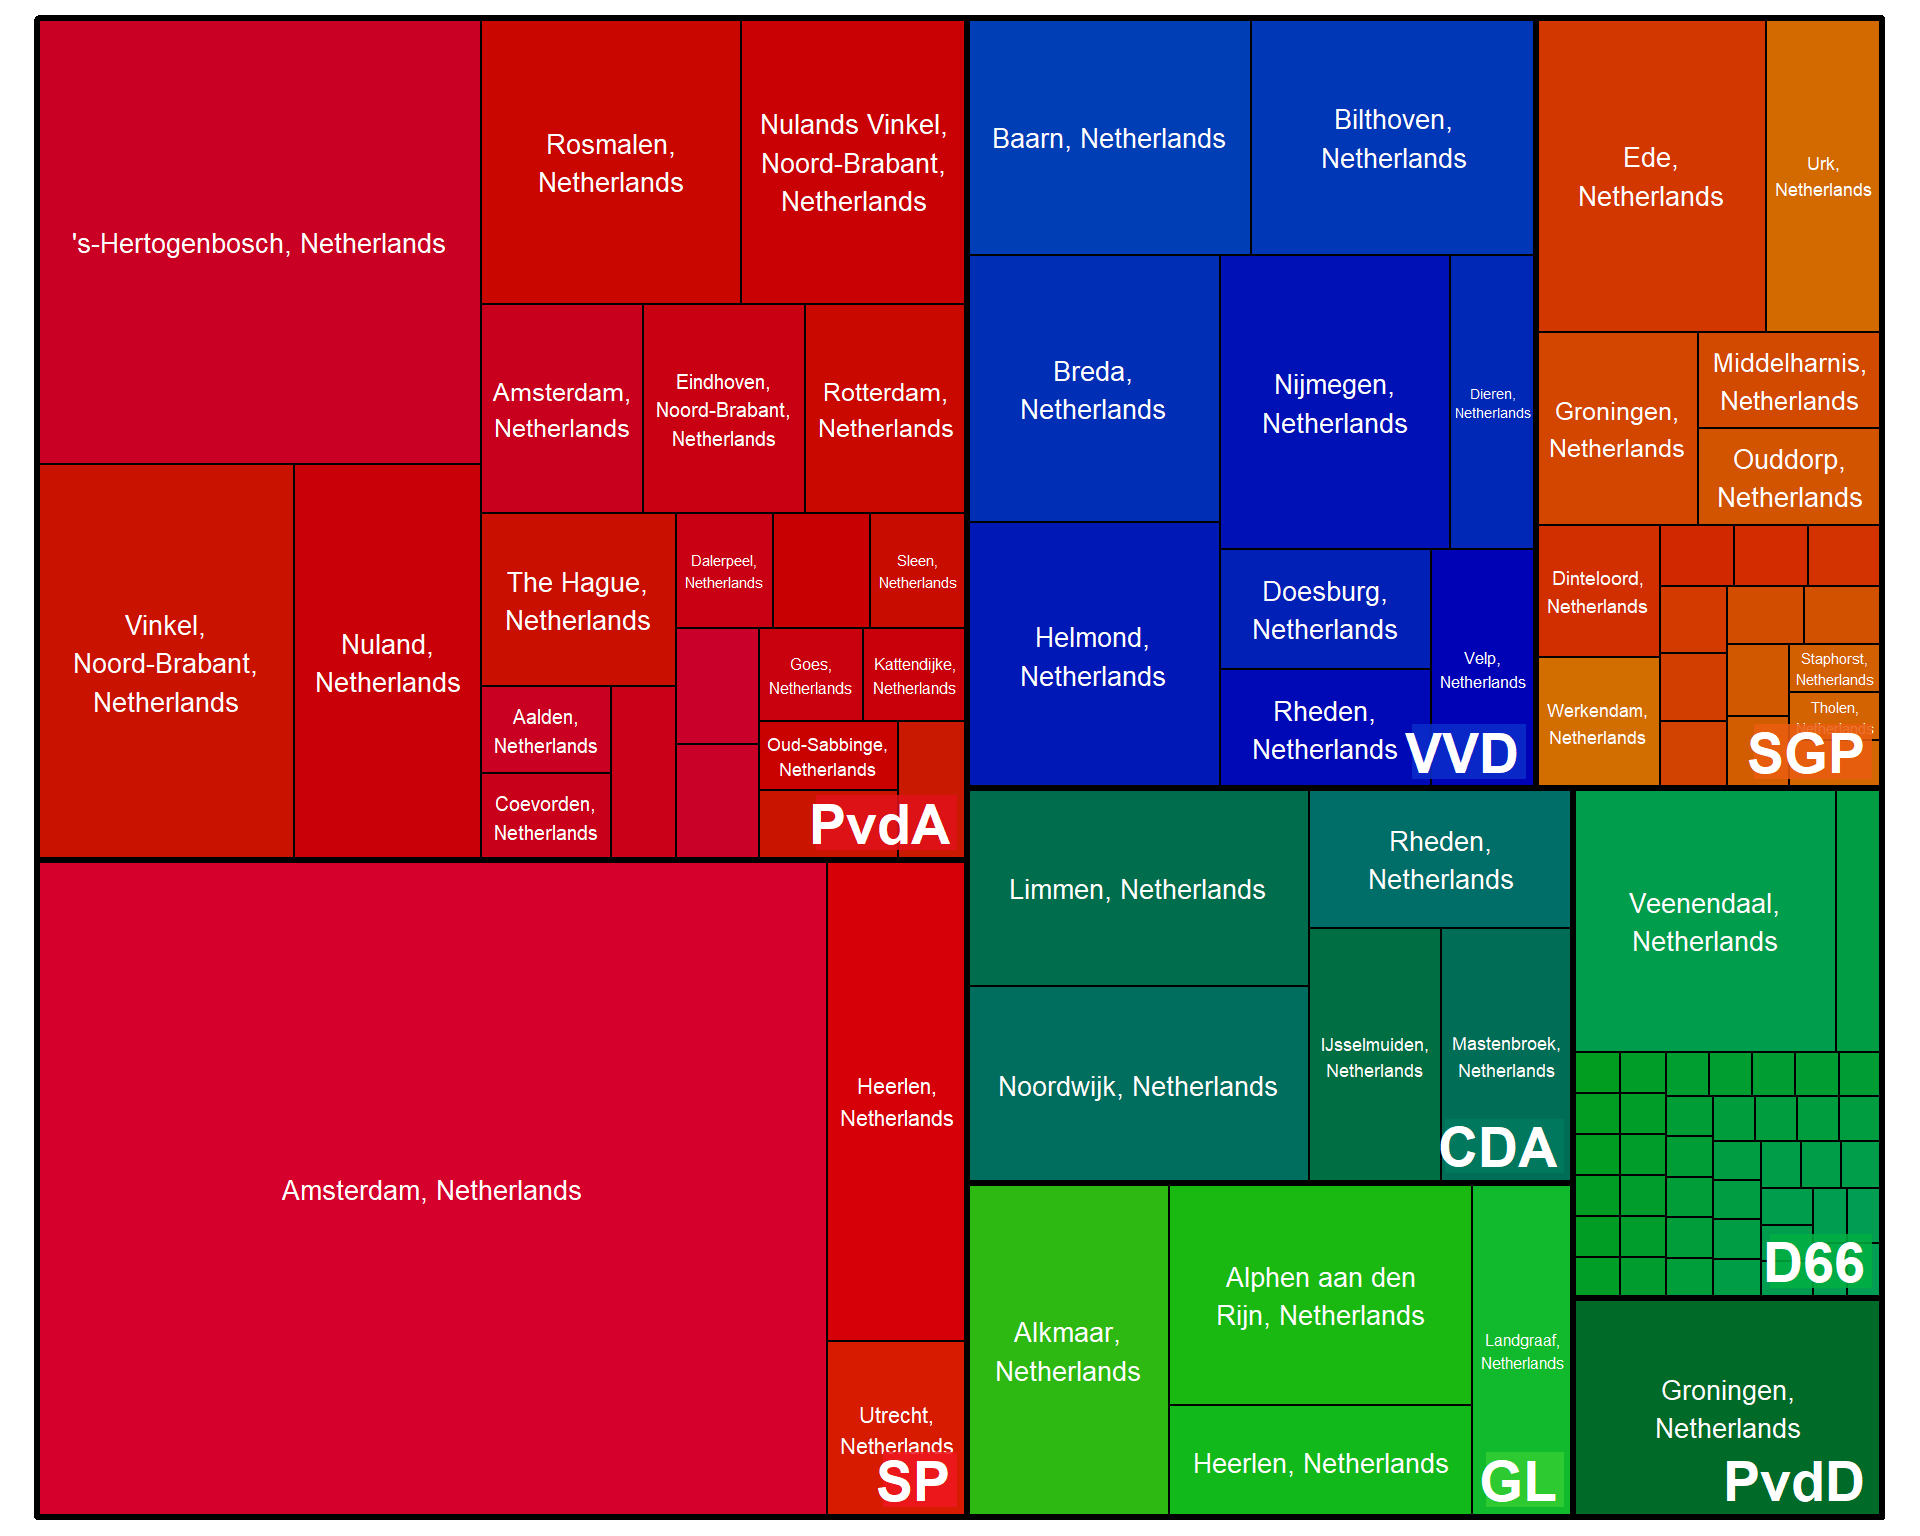 's-Hertogenbosch, Netherlands
Rosmalen,
Netherlands
Nulands Vinkel,
Noord-Brabant,
Netherlands
Amsterdam,
Netherlands
Eindhoven,
Noord-Brabant,
Netherlands
Rotterdam,
Netherlands
Vinkel,
Noord-Brabant,
Netherlands
Nuland,
Netherlands
The Hague,
Netherlands
Dalerpeel,
Netherlands
Sleen,
Netherlands
Goes,
Netherlands
Kattendijke,
Netherlands
Aalden,
Netherlands
Oud-Sabbinge,
Netherlands
Coevorden,
Netherlands
PvdA
Amsterdam, Netherlands
Heerlen,
Netherlands
Utrecht,
Netherlands
SP
Baarn, Netherlands
Bilthoven,
Netherlands
Breda,
Netherlands
Nijmegen,
Netherlands
Dieren,
Netherlands
Helmond,
Netherlands
Doesburg,
Netherlands
Rheden,
Netherlands
Velp,
Netherlands
VVD
Ede,
Netherlands
Urk,
Netherlands
Groningen,
Netherlands
Middelharnis,
Netherlands
Ouddorp,
Netherlands
Dinteloord,
Netherlands
Werkendam,
Netherlands
Staphorst,
Netherlands
Tholen,
Netherlands
SGP
Limmen, Netherlands
Rheden,
Netherlands
Noordwijk, Netherlands
IJsselmuiden,
Netherlands
Mastenbroek,
Netherlands
CDA
Veenendaal,
Netherlands
D66
Alkmaar,
Netherlands
Alphen aan den
Rijn, Netherlands
Heerlen, Netherlands
Landgraaf,
Netherlands
GL
Groningen,
Netherlands
PvdD